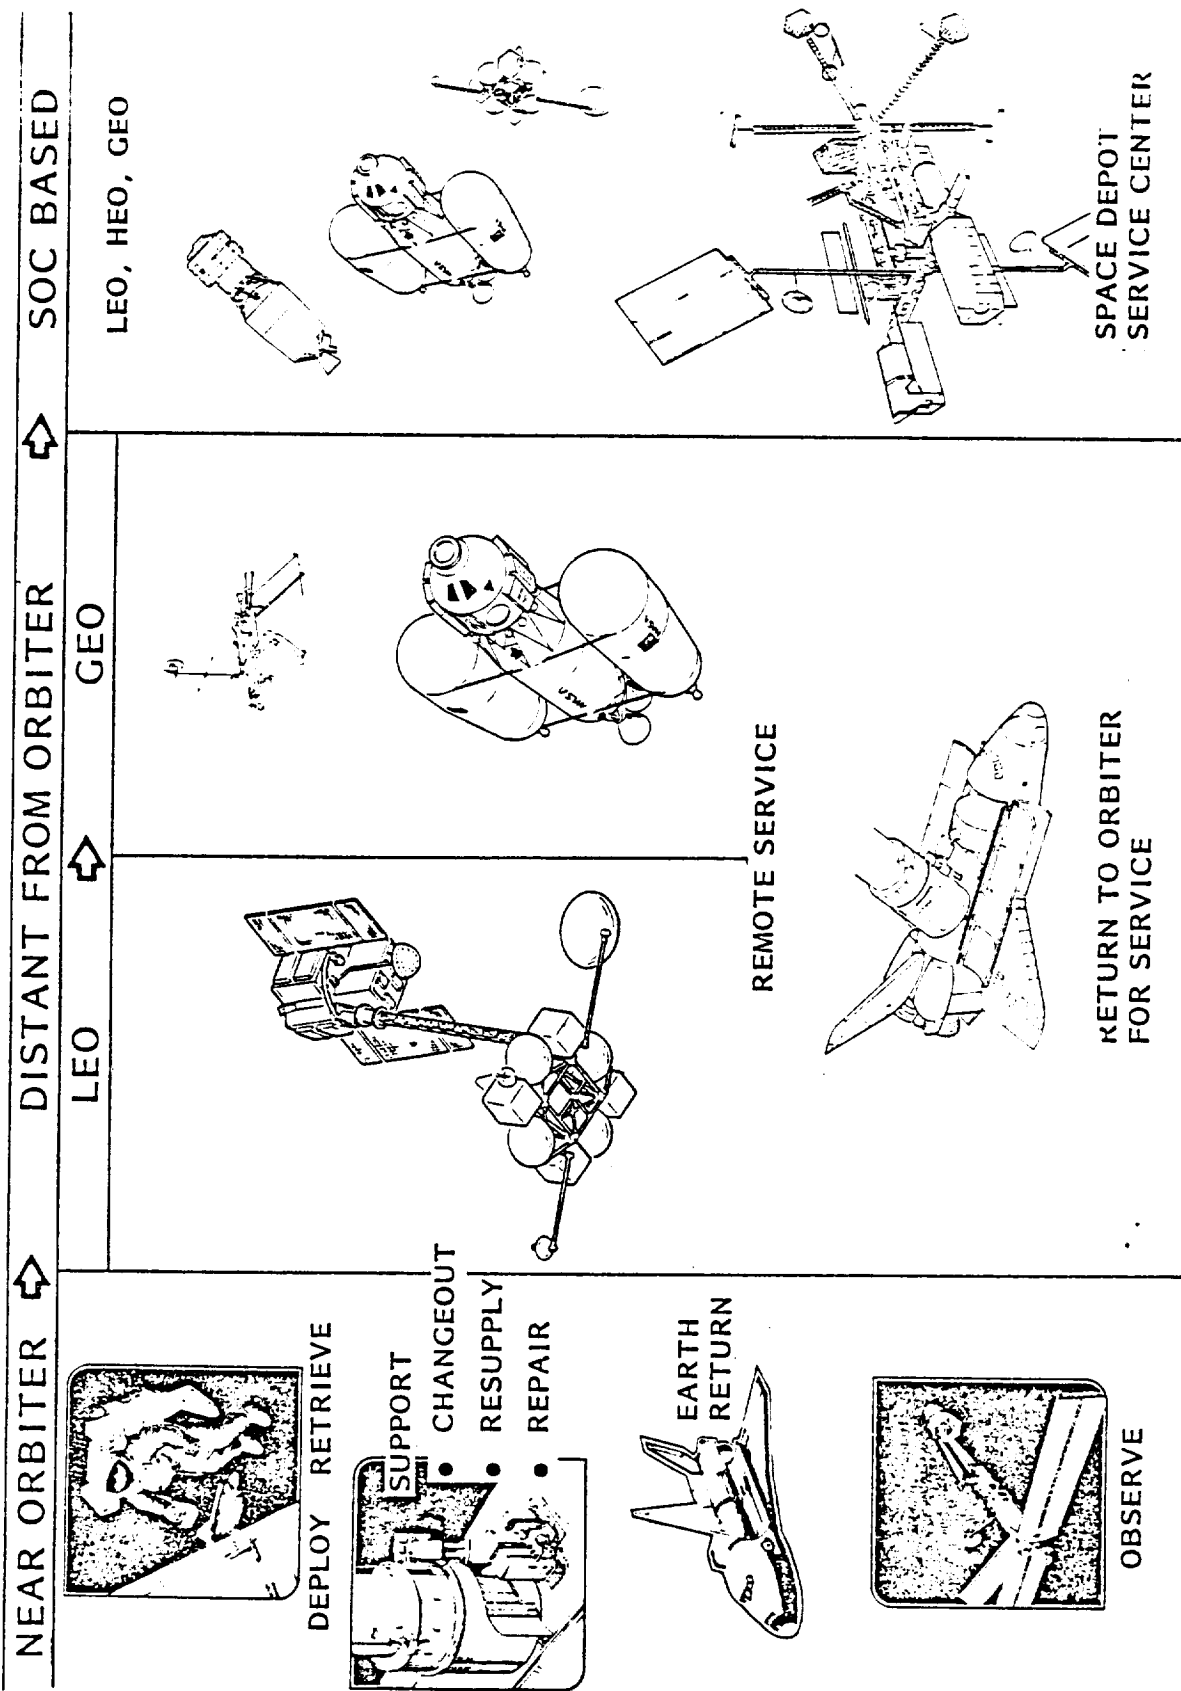 NEAR ORBITER
DISTANT FROM ORBITER
SOC BASED
LEO
GEO
LEO, HEO, GEO
DEPLOY RETRIEVE
SUPPORT
• CHANGEOUT
• RESUPPLY
• REPAIR
EARTH
RETURN
OBSERVE
REMOTE SERVICE
RETURN TO ORBITER
FOR SERVICE
SPACE DEPOT
SERVICE CENTER